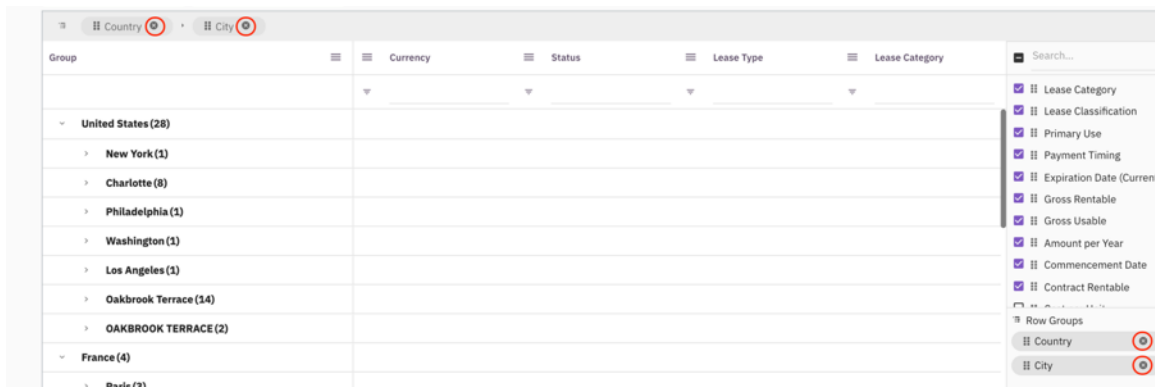 Country City
Group Currency Status Lease Type Lease Category Search...
Lease Category
Lease Classification
United States (28)
Primary Use
New York (1)
Payment Timing
Expiration Date (Curren
Charlotte (8)
Gross Rentable
Philadelphia (1)
Gross Usable
Washington (1)
Amount per Year
Los Angeles (1)
Commencement Date
Contract Rentable
Oakbrook Terrace (14)
Row Groups
OAKBROOK TERRACE (2)
Country
France (4)
City
Paris (3)